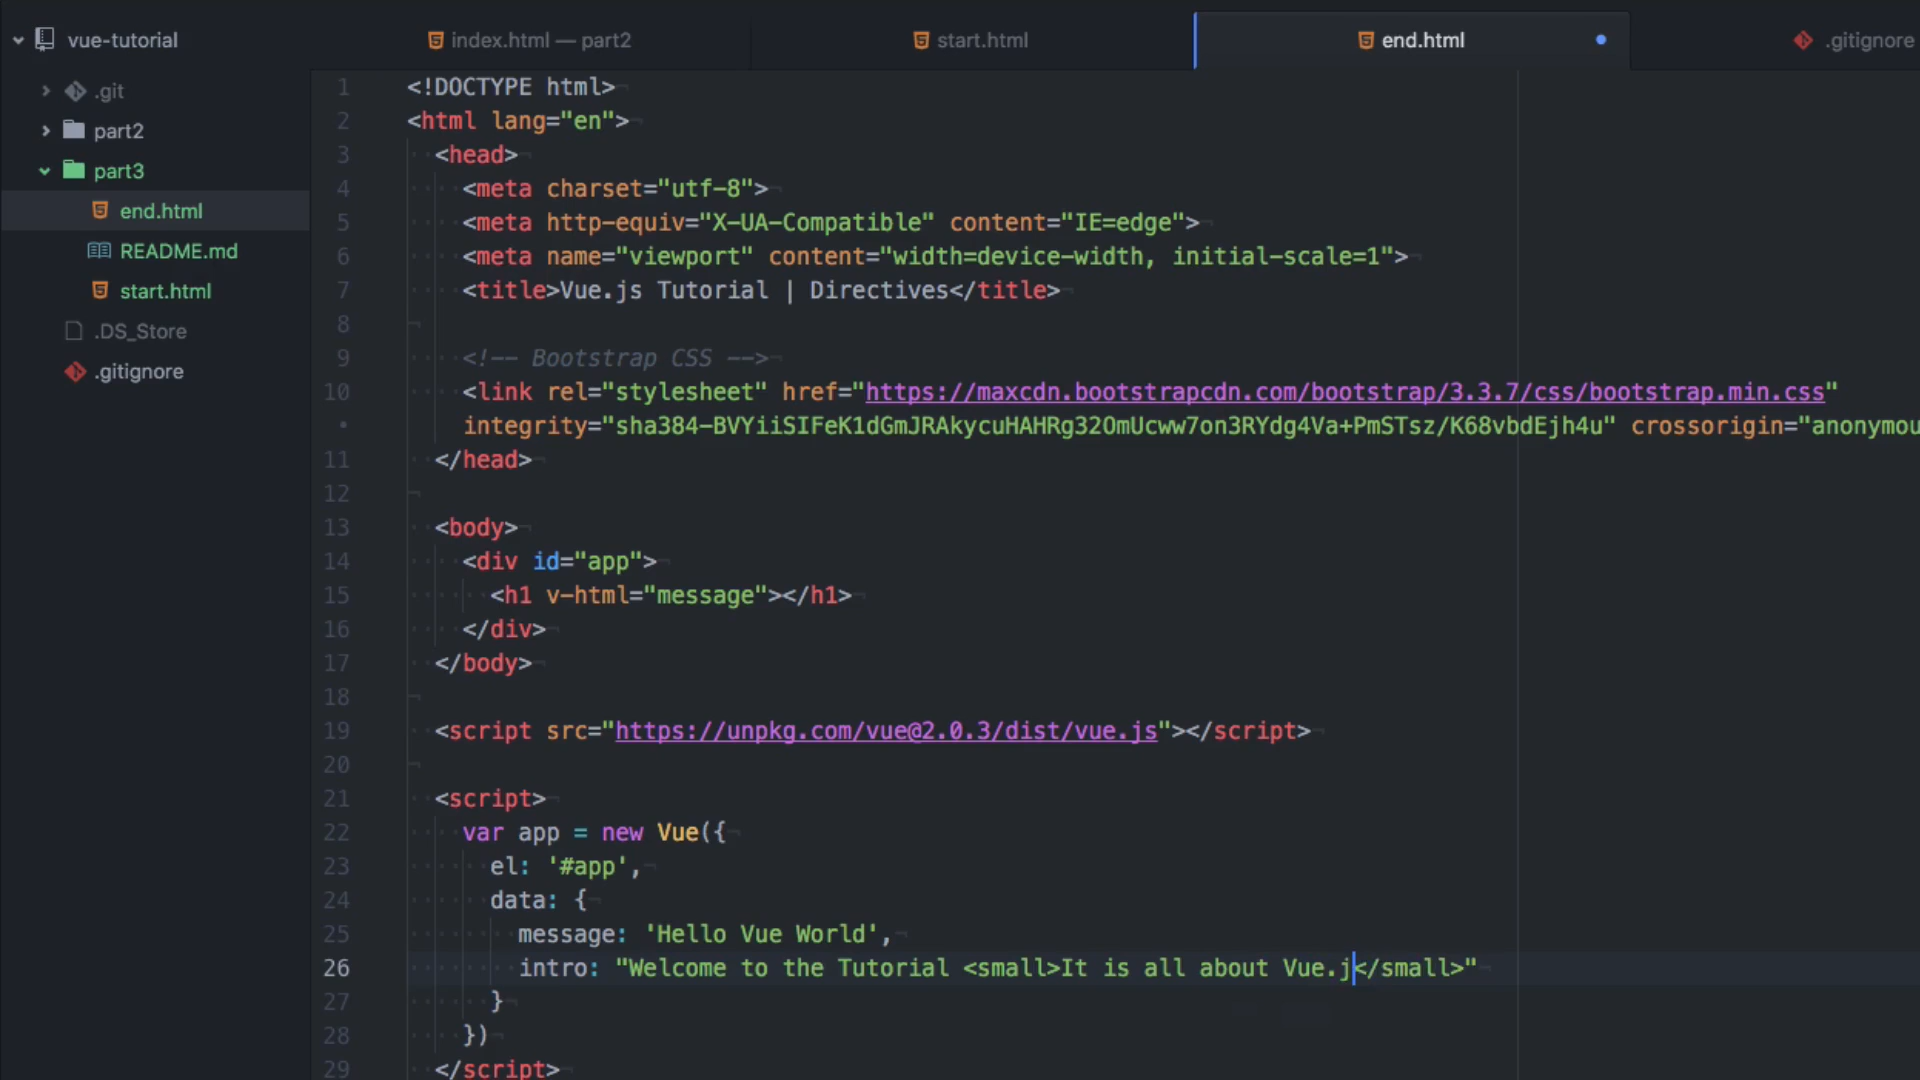 vue-tutorial
.git
part2
part3
end.html
README.md
start.html
.DS_Store
.gitignore
index.html — part2
start.html
end.html
.gitignore
1 <!DOCTYPE html>
2 <html lang="en">
3 <head>
4 <meta charset="utf-8">
5 <meta http-equiv="X-UA-Compatible" content="IE=edge">
6 <meta name="viewport" content="width=device-width, initial-scale=1">
7 <title>Vue.js Tutorial | Directives</title>
8
9 <!-- Bootstrap CSS -->
10 <link rel="stylesheet" href="https://maxcdn.bootstrapcdn.com/bootstrap/3.3.7/css/bootstrap.min.css"
• integrity="sha384-BVYiiSIFeK1dGmJRAkycuHAHRg32OmUcww7on3RYdg4Va+PmSTsz/K68vbdEjh4u" crossorigin="anonymou
11 </head>
12
13 <body>
14 <div id="app">
15 <h1 v-html="message"></h1>
16 </div>
17 </body>
18
19 <script src="https://unpkg.com/vue@2.0.3/dist/vue.js"></script>
20
21 <script>
22 var app = new Vue({
23 el: '#app',
24 data: {
25 message: 'Hello Vue World',
26 intro: "Welcome to the Tutorial <small>It is all about Vue.j</small>"
27 }
28 })
29 </script>